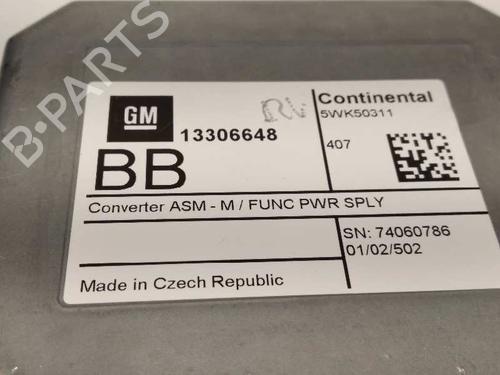 B-PARTS
GM
13306648
RV
Continental
5WK50311
BB
407
Converter ASM - M / FUNC PWR SPLY
SN: 74060786
01/02/502
Made in Czech Republic